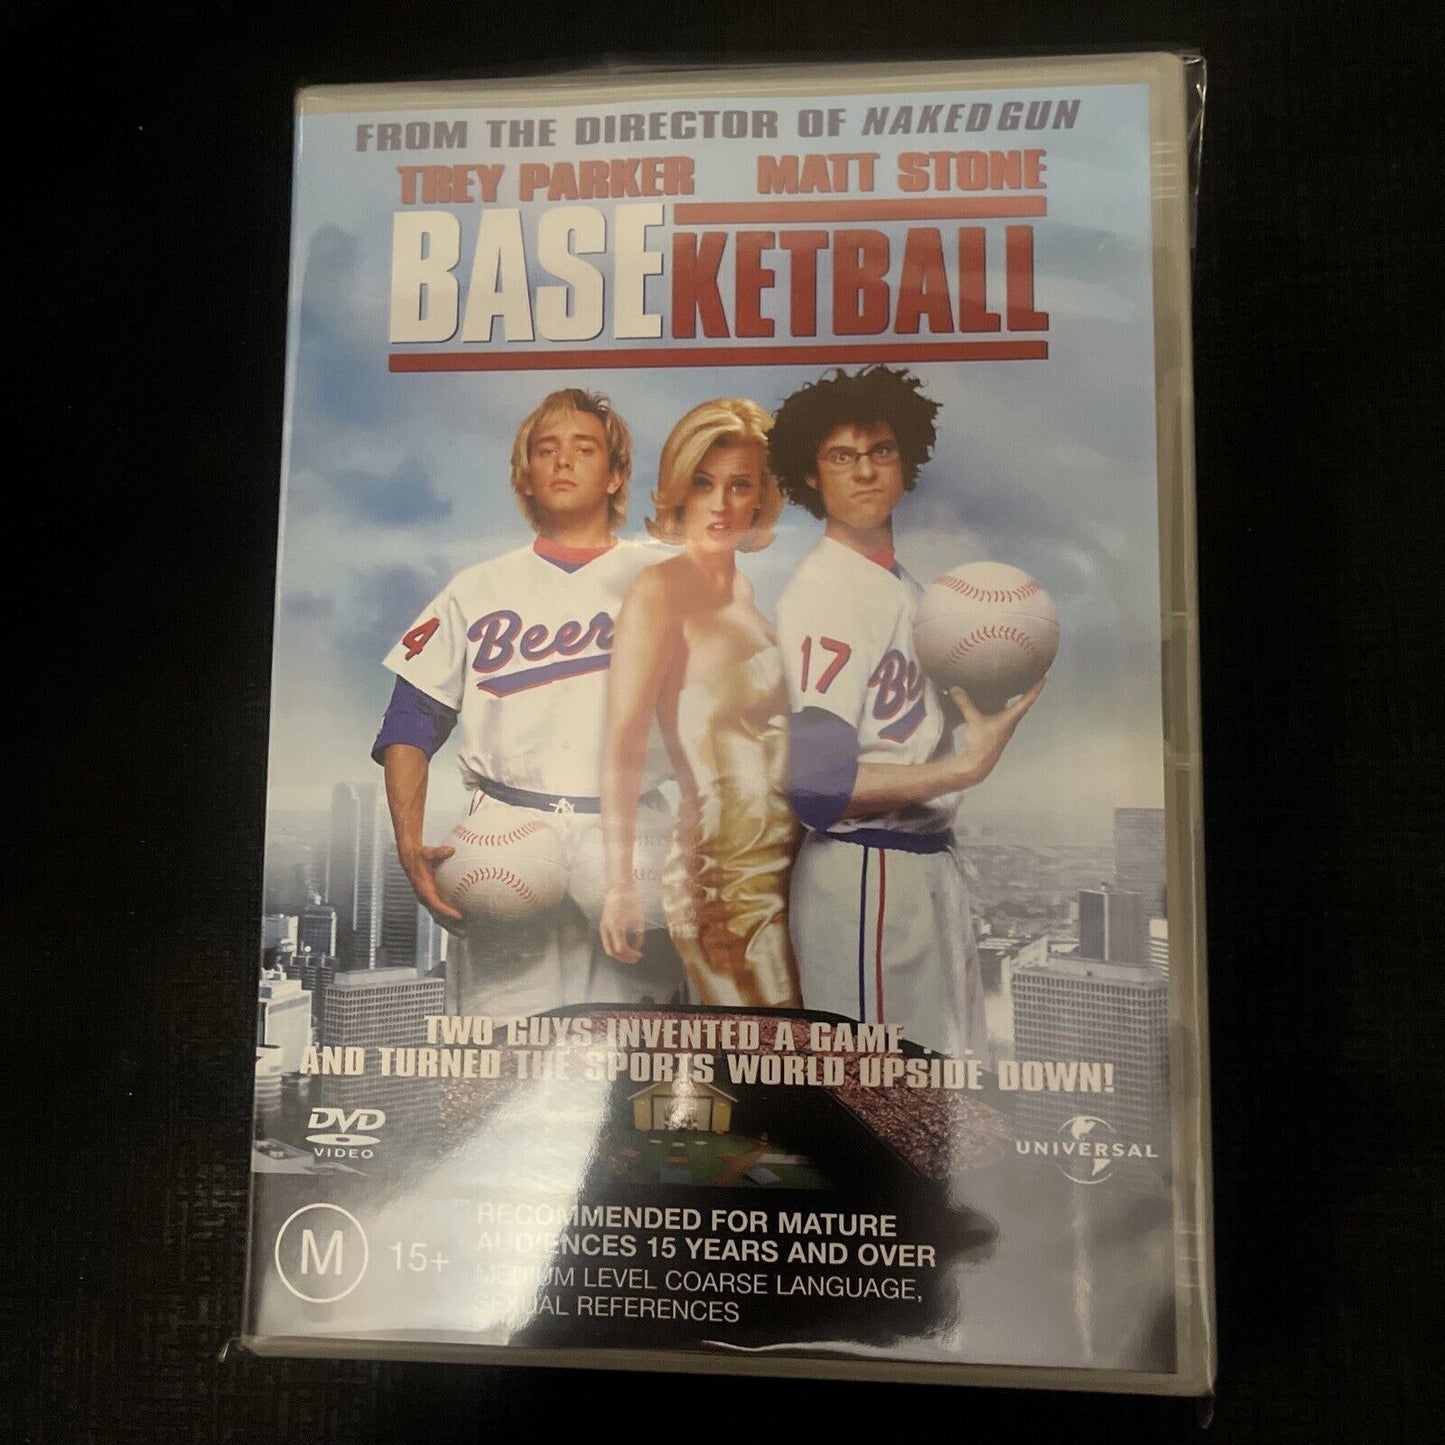 FROM THE DIRECTOR OF NAKED GUN
TREY PARKER MATT STONE
BASEKETBALL
4
Beer
17
TWO GUYS INVENTED A GAME . . .
AND TURNED THE SPORTS WORLD UPSIDE DOWN!
DVD
VIDEO
UNIVERSAL
M 15+
RECOMMENDED FOR MATURE
AUDIENCES 15 YEARS AND OVER
MEDIUM LEVEL COARSE LANGUAGE,
SEXUAL REFERENCES